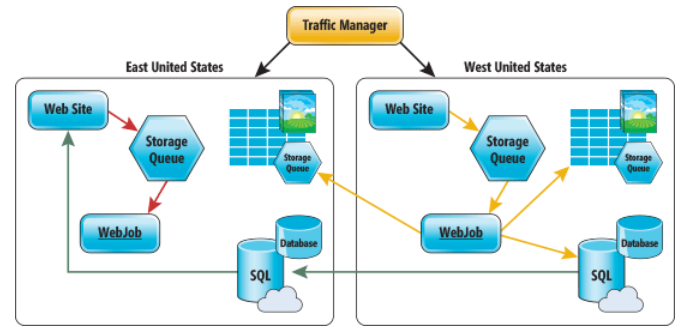 Traffic Manager
East United States
West United States
Web Site
Storage
Queue
Storage
Queue
WebJob
Database
SQL
Web Site
Storage
Queue
Storage
Queue
WebJob
Database
SQL